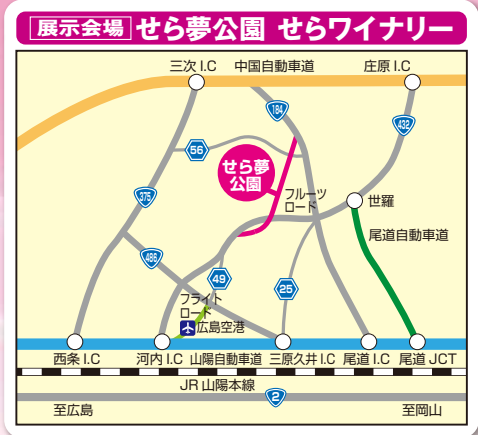 展示会場 せら夢公園 せらワイナリー
三次 I.C 中国自動車道 庄原 I.C
184
432
56
せら夢
公園
フルーツ
ロード
375
世羅
尾道自動車道
486
49
25
フライト
ロード
広島空港
西条 I.C 河内 I.C 山陽自動車道 三原久井 I.C 尾道 I.C 尾道 JCT
JR 山陽本線
2
至広島 至岡山